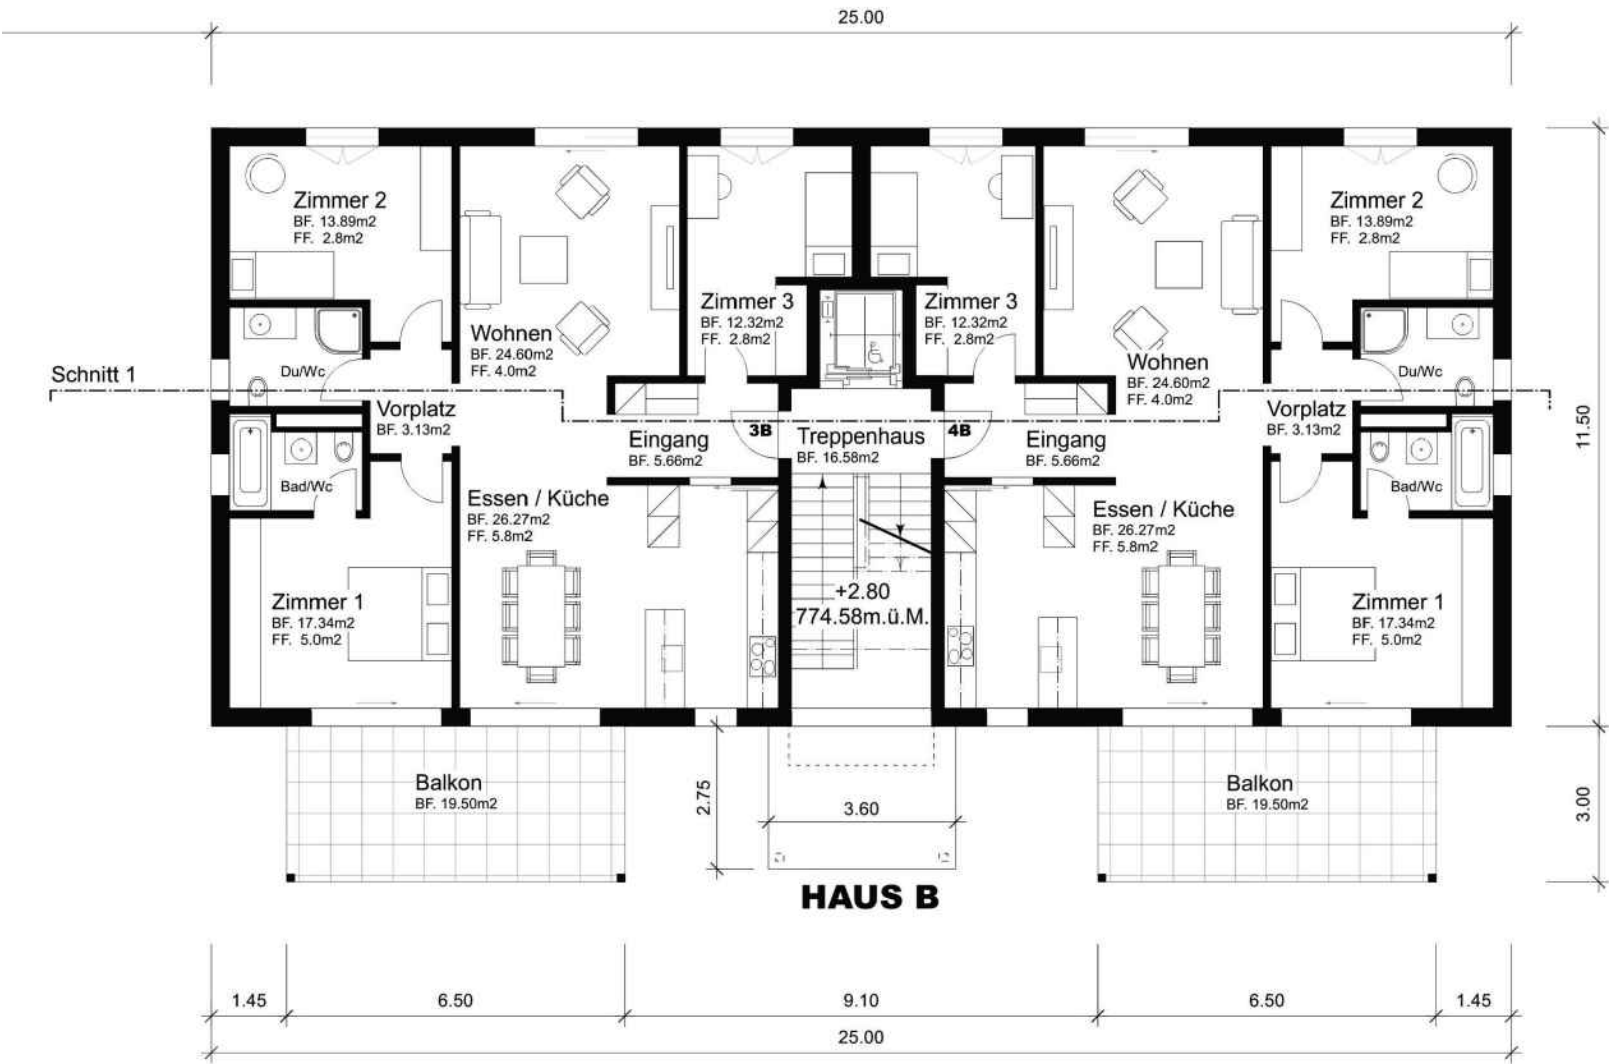 25.00
Zimmer 2
BF. 13.89m2
FF. 2.8m2
Wohnen
BF. 24.60m2
FF. 4.0m2
Zimmer 3
BF. 12.32m2
FF. 2.8m2
Zimmer 3
BF. 12.32m2
FF. 2.8m2
Wohnen
BF. 24.60m2
FF. 4.0m2
Zimmer 2
BF. 13.89m2
FF. 2.8m2
Schnitt 1
Du/Wc
Du/Wc
Vorplatz
BF. 3.13m2
Eingang
BF. 5.66m2
3B
Treppenhaus
BF. 16.58m2
4B
Eingang
BF. 5.66m2
Vorplatz
BF. 3.13m2
11.50
Bad/Wc
Bad/Wc
Essen / Küche
BF. 26.27m2
FF. 5.8m2
Essen / Küche
BF. 26.27m2
FF. 5.8m2
Zimmer 1
BF. 17.34m2
FF. 5.0m2
+2.80
774.58m.ü.M.
Zimmer 1
BF. 17.34m2
FF. 5.0m2
Balkon
BF. 19.50m2
2.75
3.60
Balkon
BF. 19.50m2
3.00
HAUS B
1.45
6.50
9.10
6.50
1.45
25.00